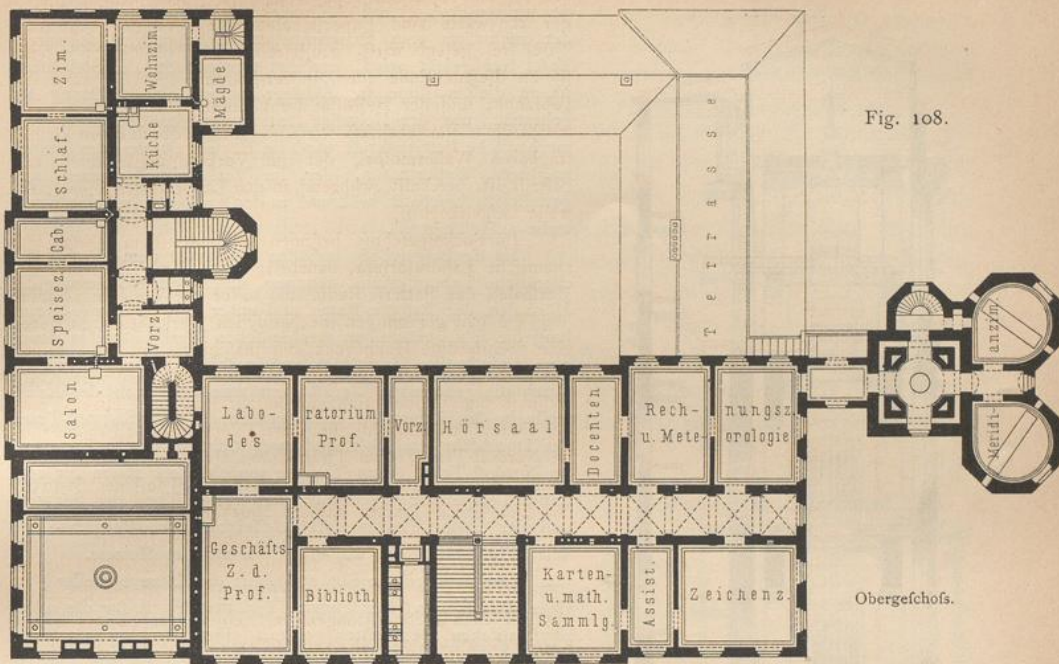 Fig. 108.
Zim.
Wohnzim.
Mägde
Schlaf-
Küche
Cab.
Speisez.
Vorz
Salon
Terrasse
Labo-
des
ratorium
Prof.
Vorz.
Hörsaal
Docenten
Rech-
u. Mete-
nungsz.
orologie
anzim.
Meridi-
Geschäfts-
Z. d.
Prof.
Biblioth.
Karten-
u. math.
Sammlg.
Assist.
Zeichenz.
Obergeſchoſs.